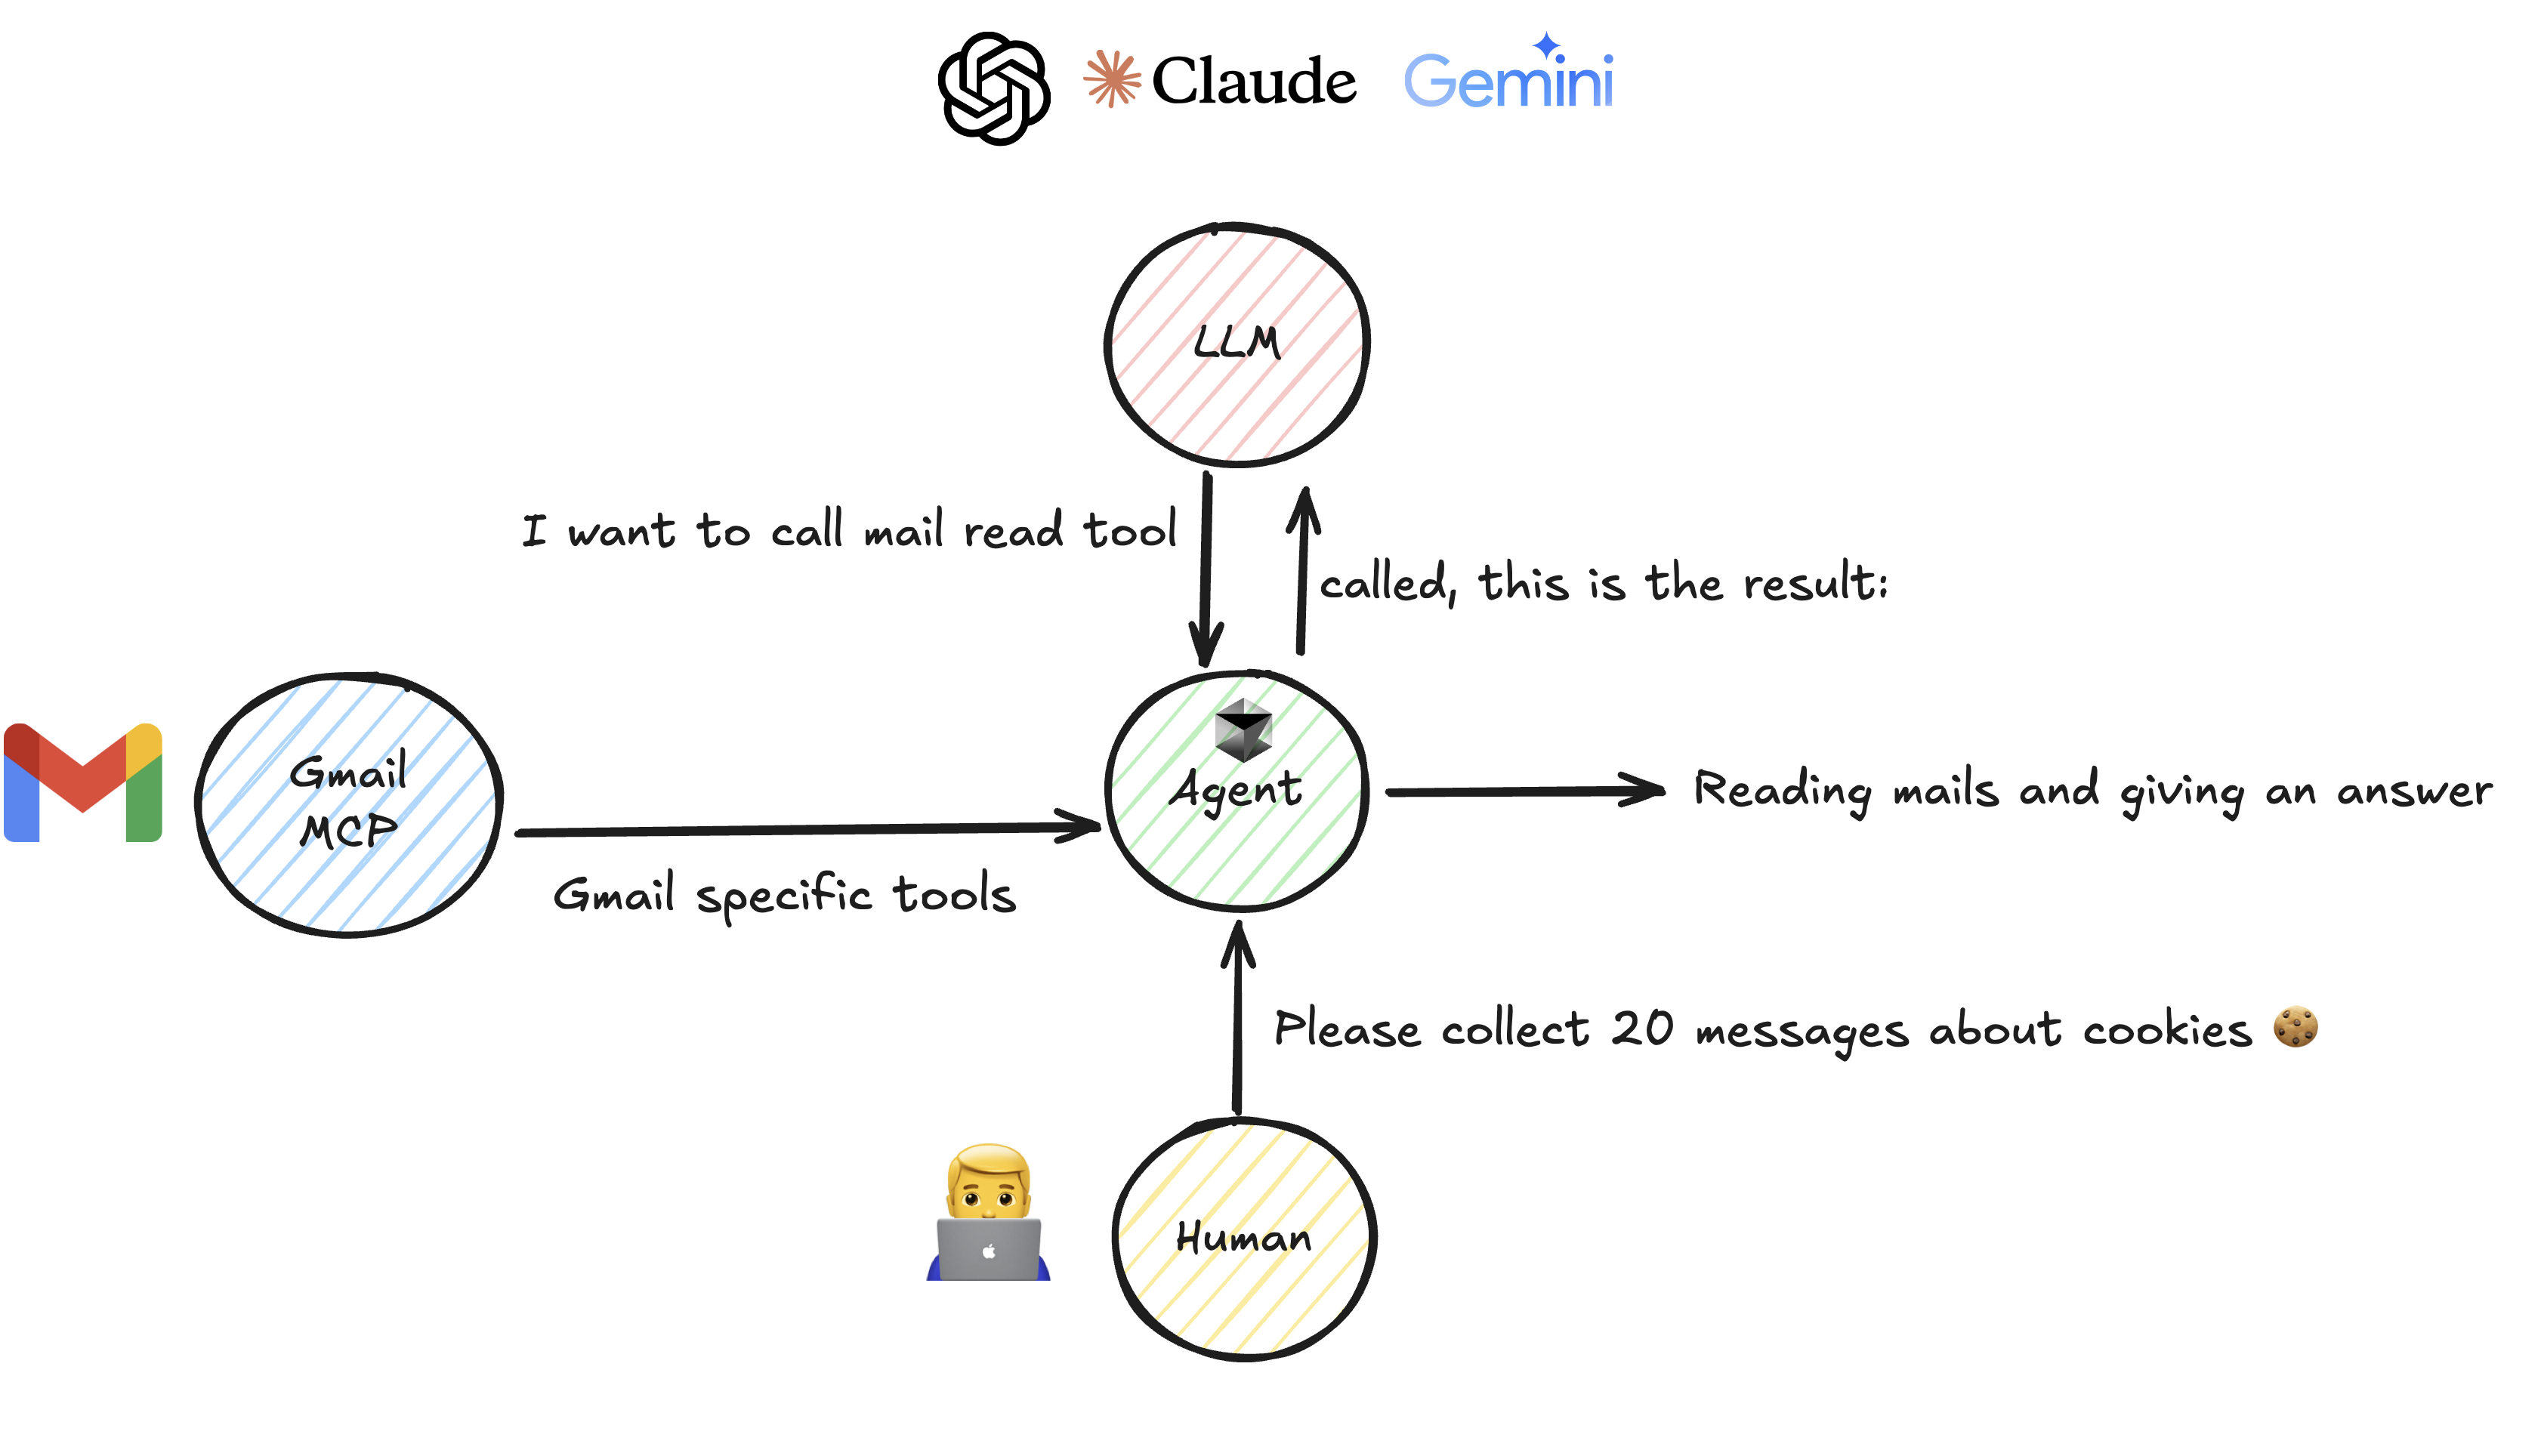 Claude Gemini
LLM
I want to call mail read tool
called, this is the result:
Gmail
MCP
Gmail specific tools
Agent
Reading mails and giving an answer
Please collect 20 messages about cookies 🍪
Human